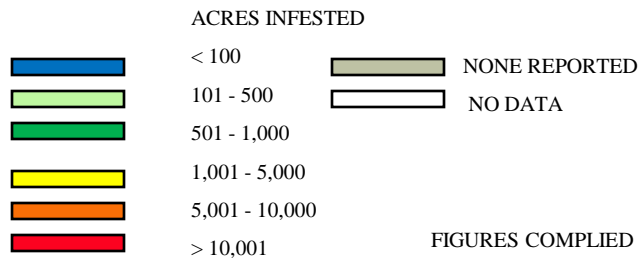 ACRES INFESTED
< 100
101 - 500
501 - 1,000
1,001 - 5,000
5,001 - 10,000
> 10,001
NONE REPORTED
NO DATA
FIGURES COMPLIED